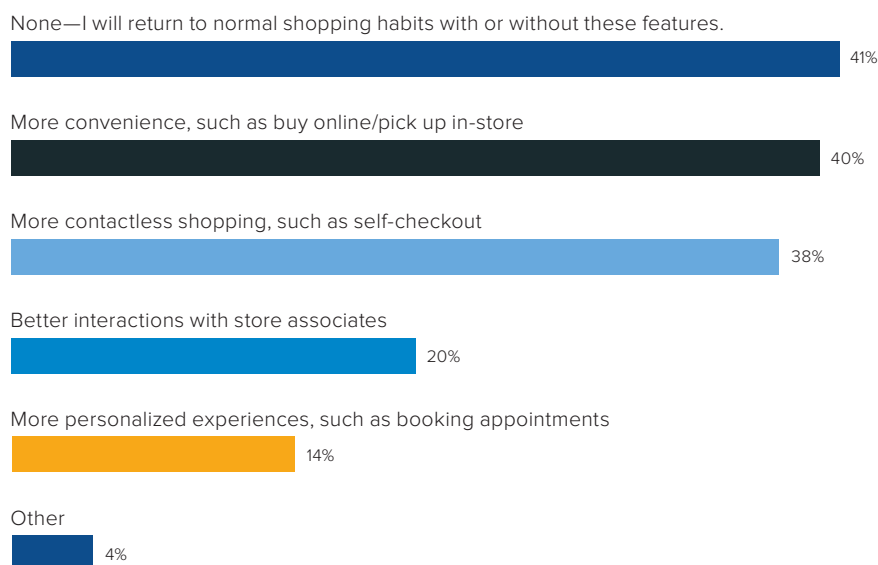 None—I will return to normal shopping habits with or without these features.
41%
More convenience, such as buy online/pick up in-store
40%
More contactless shopping, such as self-checkout
38%
Better interactions with store associates
20%
More personalized experiences, such as booking appointments
14%
Other
4%